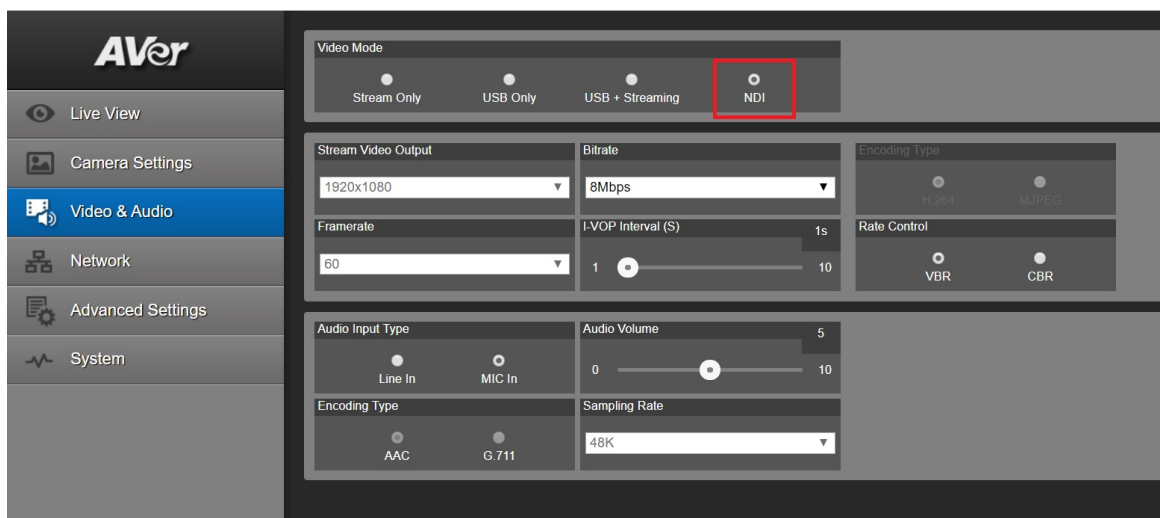 AVer
Live View
Camera Settings
Video & Audio
Network
Advanced Settings
System
Video Mode
Stream Only
USB Only
USB + Streaming
NDI
Stream Video Output
1920x1080
Bitrate
8Mbps
Encoding Type
H.264
MJPEG
Framerate
60
I-VOP Interval (S)
1s
1
10
Rate Control
VBR
CBR
Audio Input Type
Line In
MIC In
Audio Volume
5
0
10
Encoding Type
AAC
G.711
Sampling Rate
48K